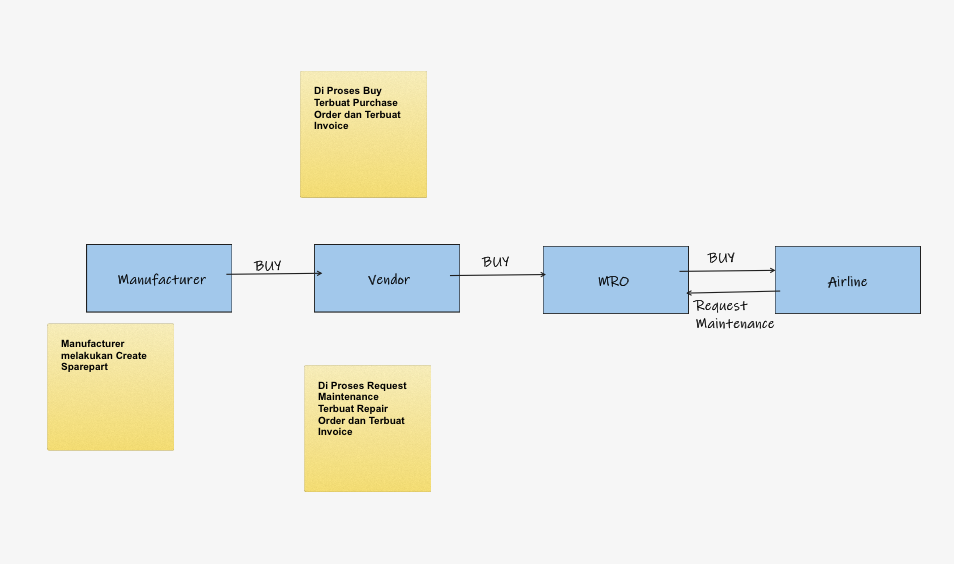 Di Proses Buy
Terbuat Purchase
Order dan Terbuat
Invoice
Manufacturer
BUY
Vendor
BUY
MRO
BUY
Request
Maintenance
Airline
Manufacturer
melakukan Create
Sparepart
Di Proses Request
Maintenance
Terbuat Repair
Order dan Terbuat
Invoice